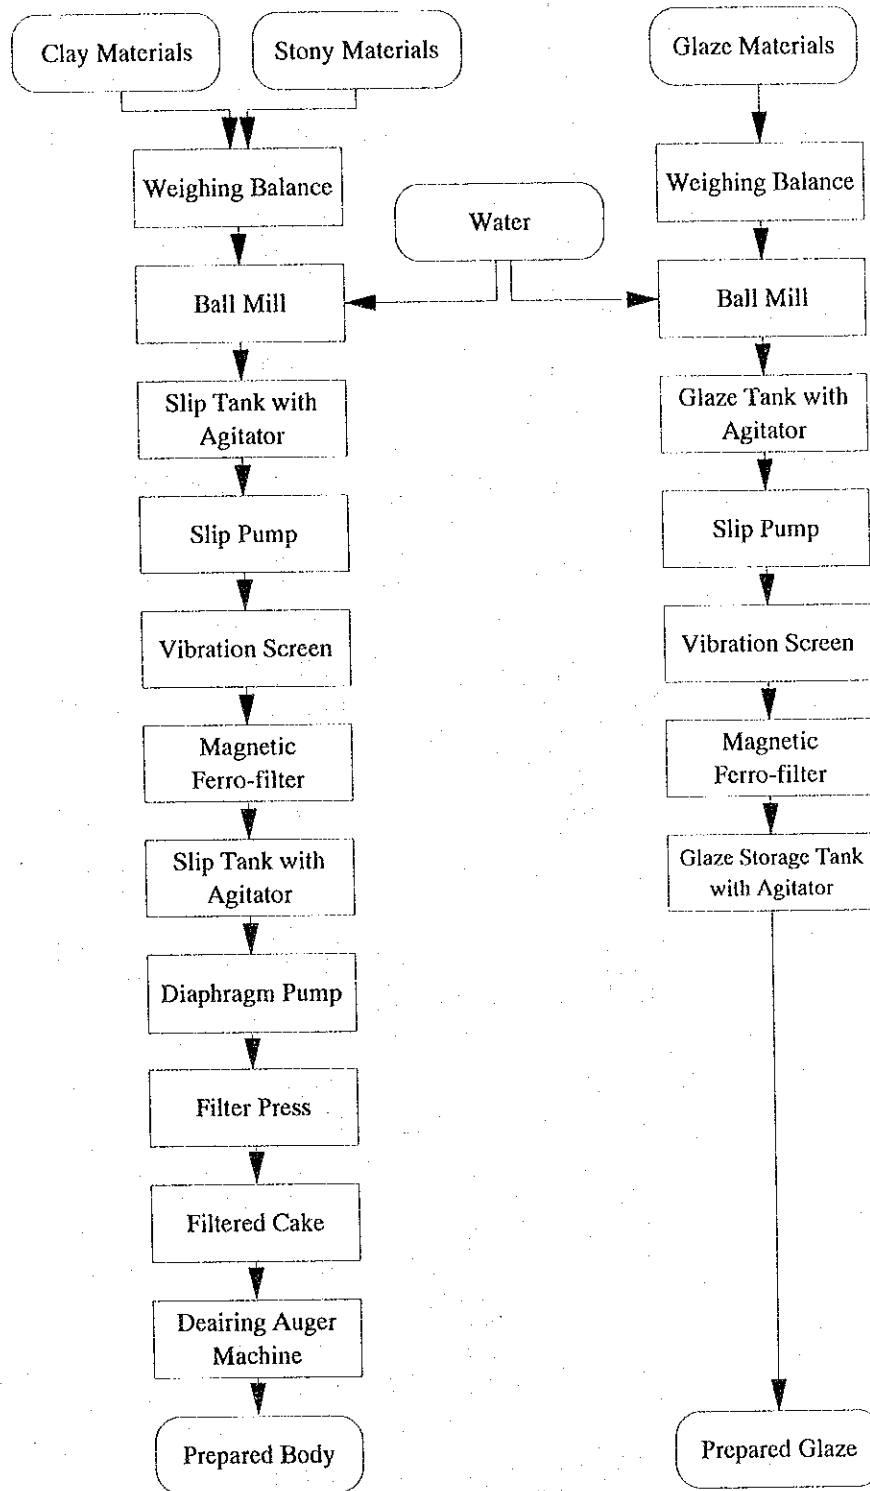 Clay Materials
Stony Materials
Glaze Materials
Weighing Balance
Weighing Balance
Water
Ball Mill
Ball Mill
Slip Tank with
Agitator
Glaze Tank with
Agitator
Slip Pump
Slip Pump
Vibration Screen
Vibration Screen
Magnetic
Ferro-filter
Magnetic
Ferro-filter
Slip Tank with
Agitator
Glaze Storage Tank
with Agitator
Diaphragm Pump
Filter Press
Filtered Cake
Deairing Auger
Machine
Prepared Body
Prepared Glaze